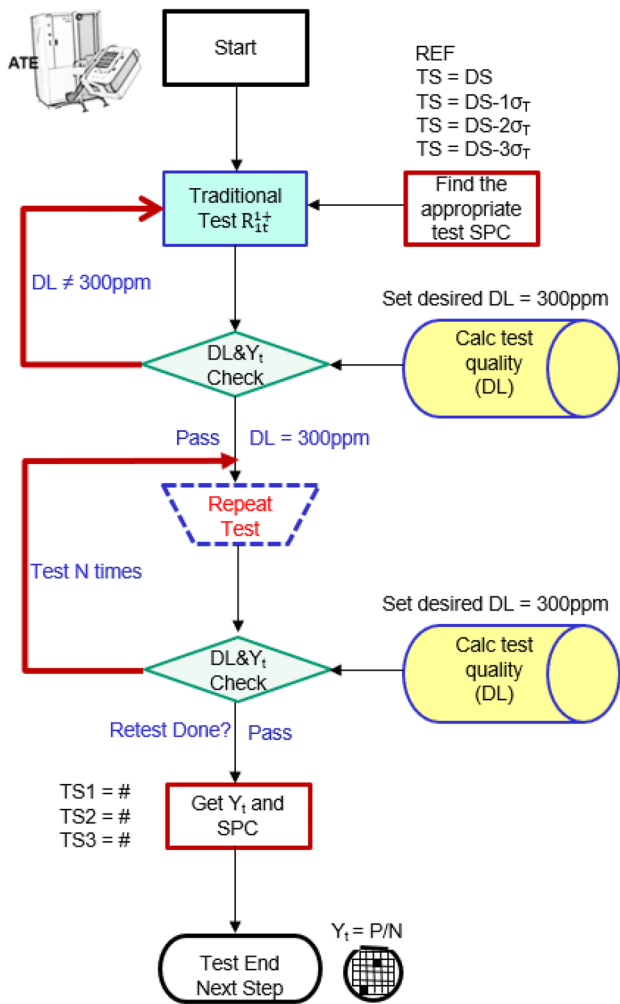 ATE
Start
REF
TS = DS
TS = DS-1σT
TS = DS-2σT
TS = DS-3σT
Traditional
Test R1t1+
Find the
appropriate
test SPC
DL ≠ 300ppm
Set desired DL = 300ppm
DL&Yt
Check
Calc test
quality
(DL)
Pass
DL = 300ppm
Repeat
Test
Test N times
Set desired DL = 300ppm
DL&Yt
Check
Calc test
quality
(DL)
Retest Done?
Pass
TS1 = #
TS2 = #
TS3 = #
Get Yt and
SPC
Yt = P/N
Test End
Next Step